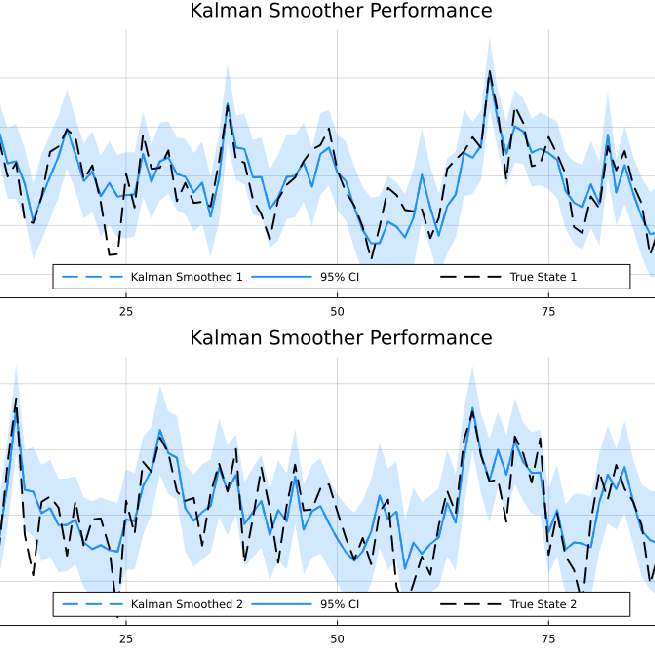 Kalman Smoother Performance
Kalman Smoothed 1 95% CI True State 1
25 50 75
Kalman Smoother Performance
Kalman Smoothed 2 95% CI True State 2
25 50 75